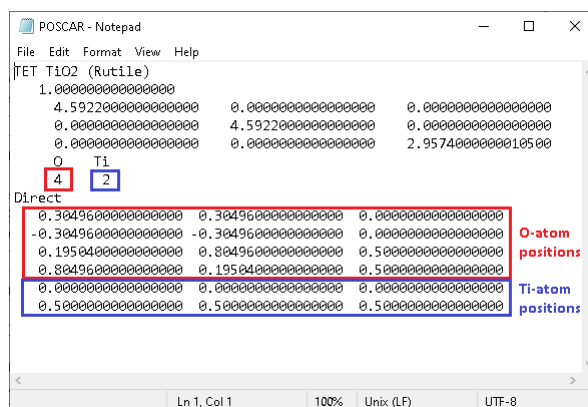 POSCAR - Notepad
File Edit Format View Help
TET TiO2 (Rutile)
1.000000000000000
4.5922000000000000 0.0000000000000000 0.0000000000000000
0.0000000000000000 4.5922000000000000 0.0000000000000000
0.0000000000000000 0.0000000000000000 2.9574000000010500
O Ti
4 2
Direct
0.3049600000000000 0.3049600000000000 0.0000000000000000
-0.3049600000000000 -0.3049600000000000 0.0000000000000000
0.1950400000000000 0.8049600000000000 0.5000000000000000
0.8049600000000000 0.1950400000000000 0.5000000000000000
O-atom
positions
0.0000000000000000 0.0000000000000000 0.0000000000000000
0.5000000000000000 0.5000000000000000 0.5000000000000000
Ti-atom
positions
Ln 1, Col 1 100% Unix (LF) UTF-8